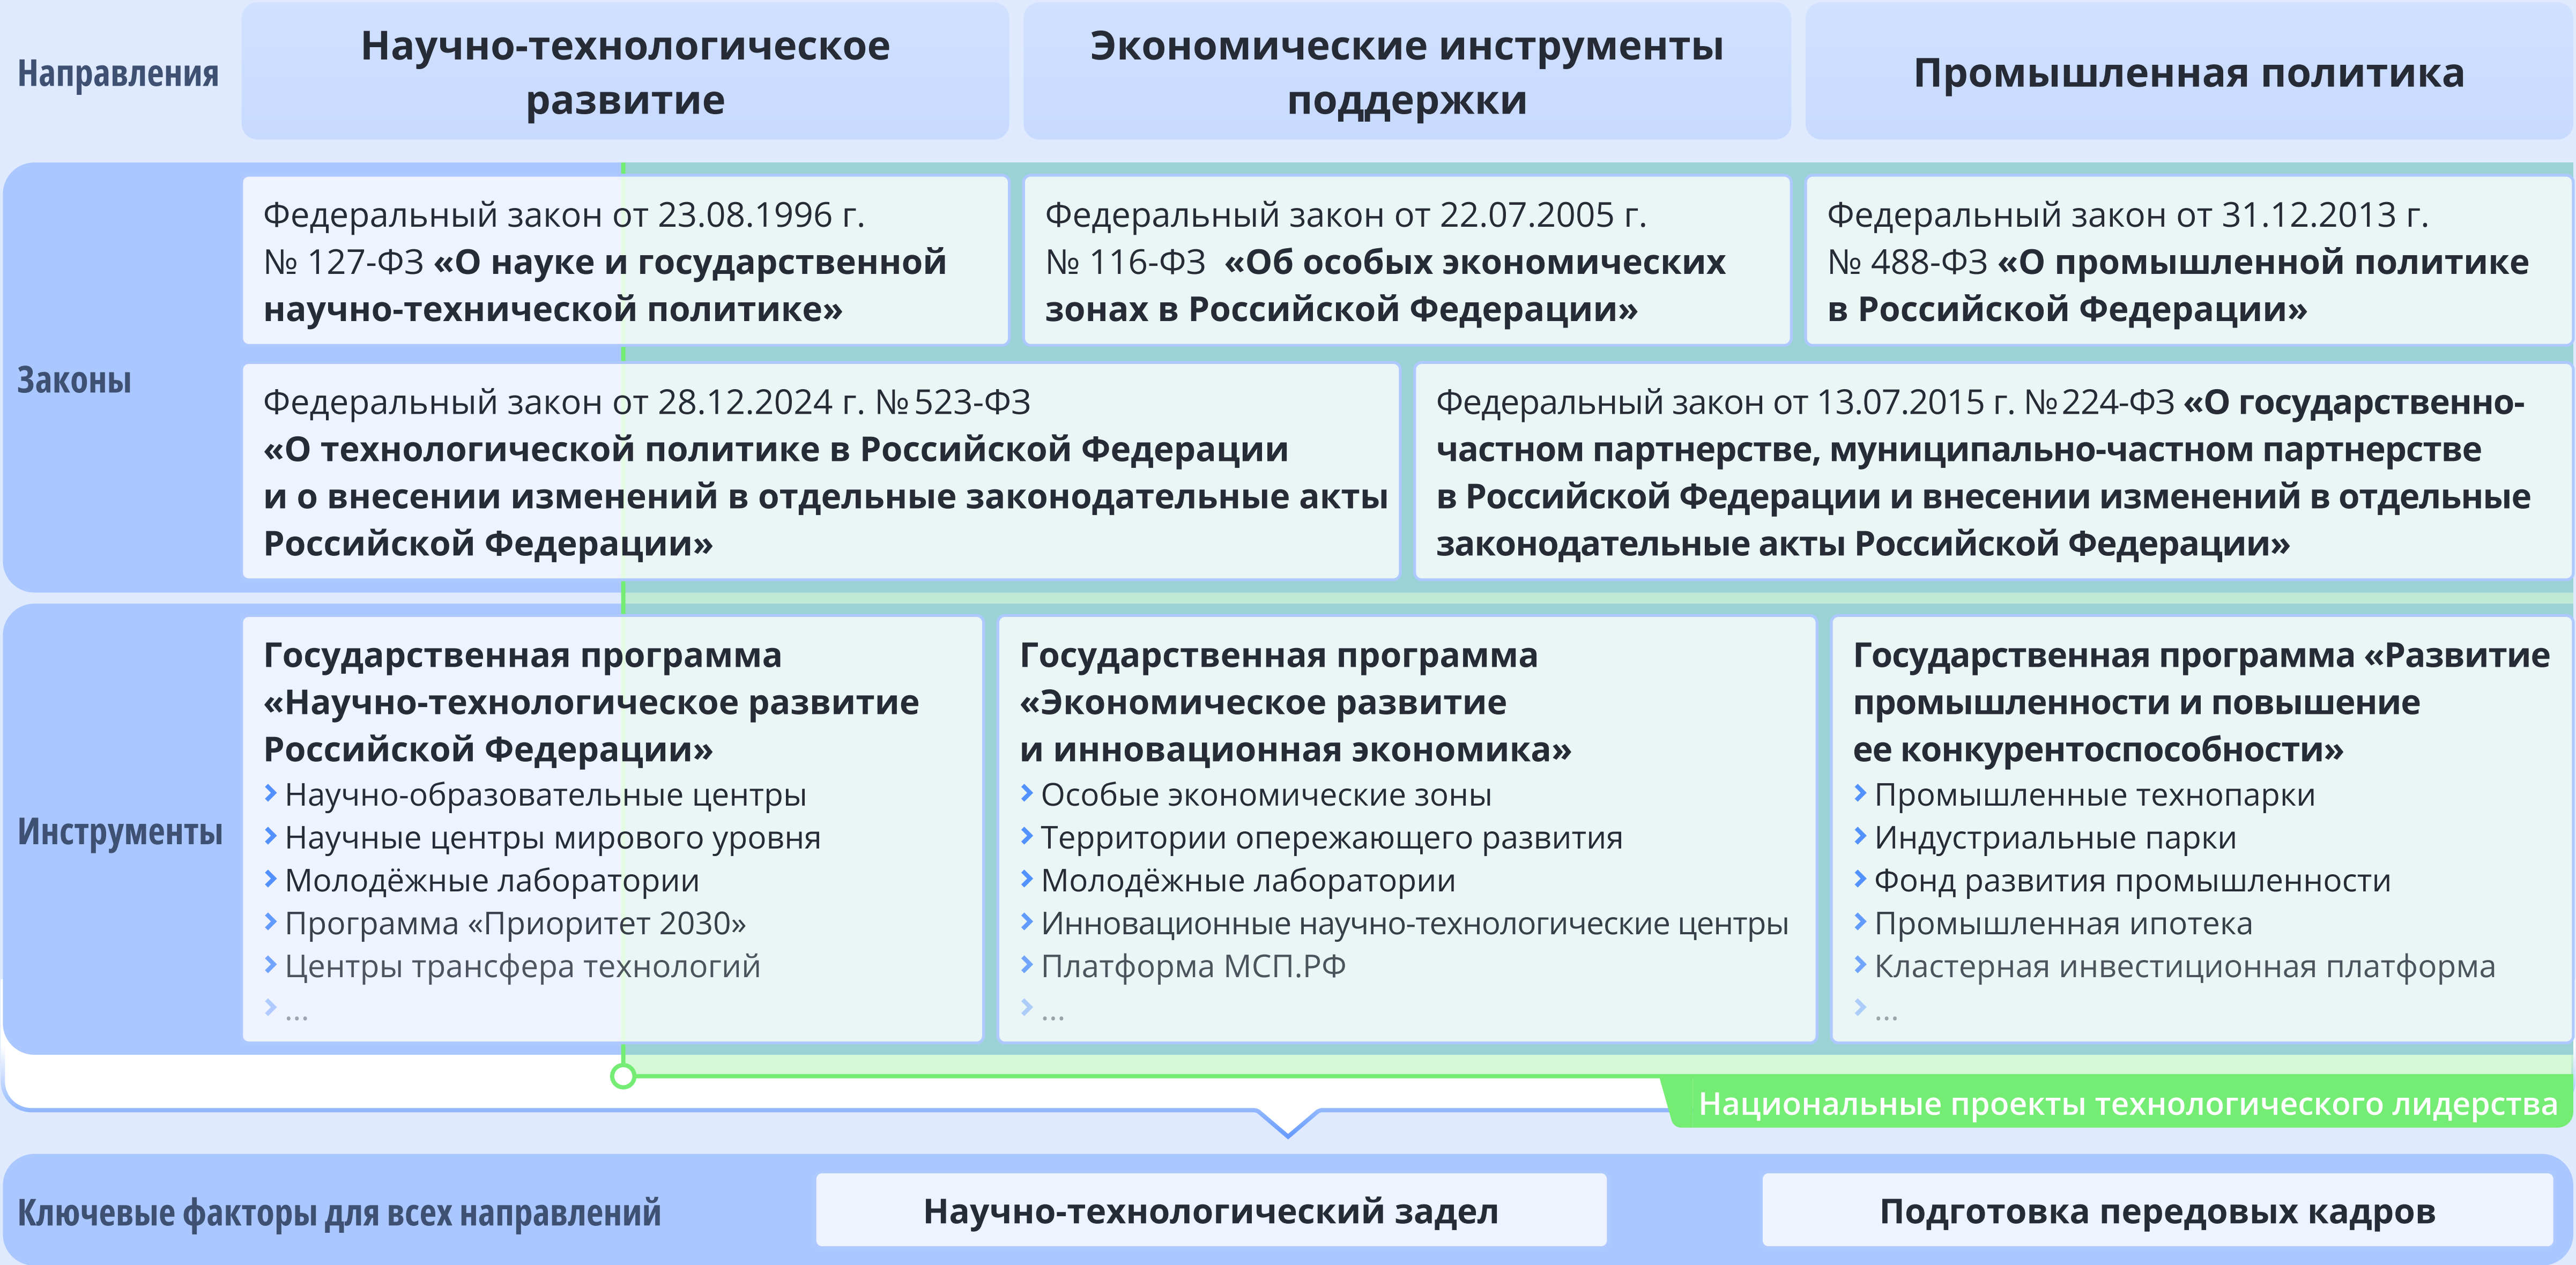 Направления
Научно-технологическое
развитие
Экономические инструменты
поддержки
Промышленная политика
Законы
Федеральный закон от 23.08.1996 г.
№ 127-ФЗ «О науке и государственной
научно-технической политике»
Федеральный закон от 22.07.2005 г.
№ 116-ФЗ «Об особых экономических
зонах в Российской Федерации»
Федеральный закон от 31.12.2013 г.
№ 488-ФЗ «О промышленной политике
в Российской Федерации»
Федеральный закон от 28.12.2024 г. № 523-ФЗ
«О технологической политике в Российской Федерации
и о внесении изменений в отдельные законодательные акты
Российской Федерации»
Федеральный закон от 13.07.2015 г. № 224-ФЗ «О государственно-
частном партнерстве, муниципально-частном партнерстве
в Российской Федерации и внесении изменений в отдельные
законодательные акты Российской Федерации»
Инструменты
Государственная программа
«Научно-технологическое развитие
Российской Федерации»
Научно-образовательные центры
Научные центры мирового уровня
Молодёжные лаборатории
Программа «Приоритет 2030»
Центры трансфера технологий
...
Государственная программа
«Экономическое развитие
и инновационная экономика»
Особые экономические зоны
Территории опережающего развития
Молодёжные лаборатории
Инновационные научно-технологические центры
Платформа МСП.РФ
...
Государственная программа «Развитие
промышленности и повышение
ее конкурентоспособности»
Промышленные технопарки
Индустриальные парки
Фонд развития промышленности
Промышленная ипотека
Кластерная инвестиционная платформа
...
Национальные проекты технологического лидерства
Ключевые факторы для всех направлений
Научно-технологический задел
Подготовка передовых кадров